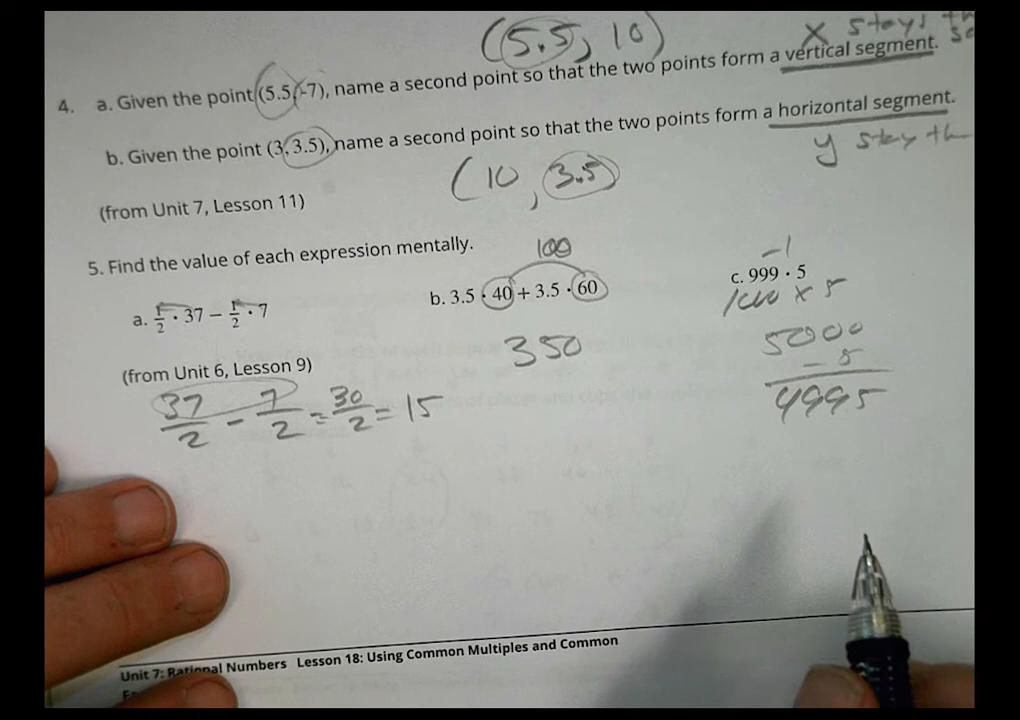 (5.5, 10)
x stays
4. a. Given the point (5.5,-7), name a second point so that the two points form a vertical segment.
b. Given the point (3, 3.5), name a second point so that the two points form a horizontal segment.
y stay th
(10, 3.5)
(from Unit 7, Lesson 11)
5. Find the value of each expression mentally.
100
-1
a. 1/2 · 37 – 1/2 · 7
b. 3.5 · 40 + 3.5 · 60
c. 999 · 5
1000 x 5
350
5000
- 5
4995
(from Unit 6, Lesson 9)
37/2 - 7/2 = 30/2 = 15
Unit 7: Rational Numbers Lesson 18: Using Common Multiples and Common